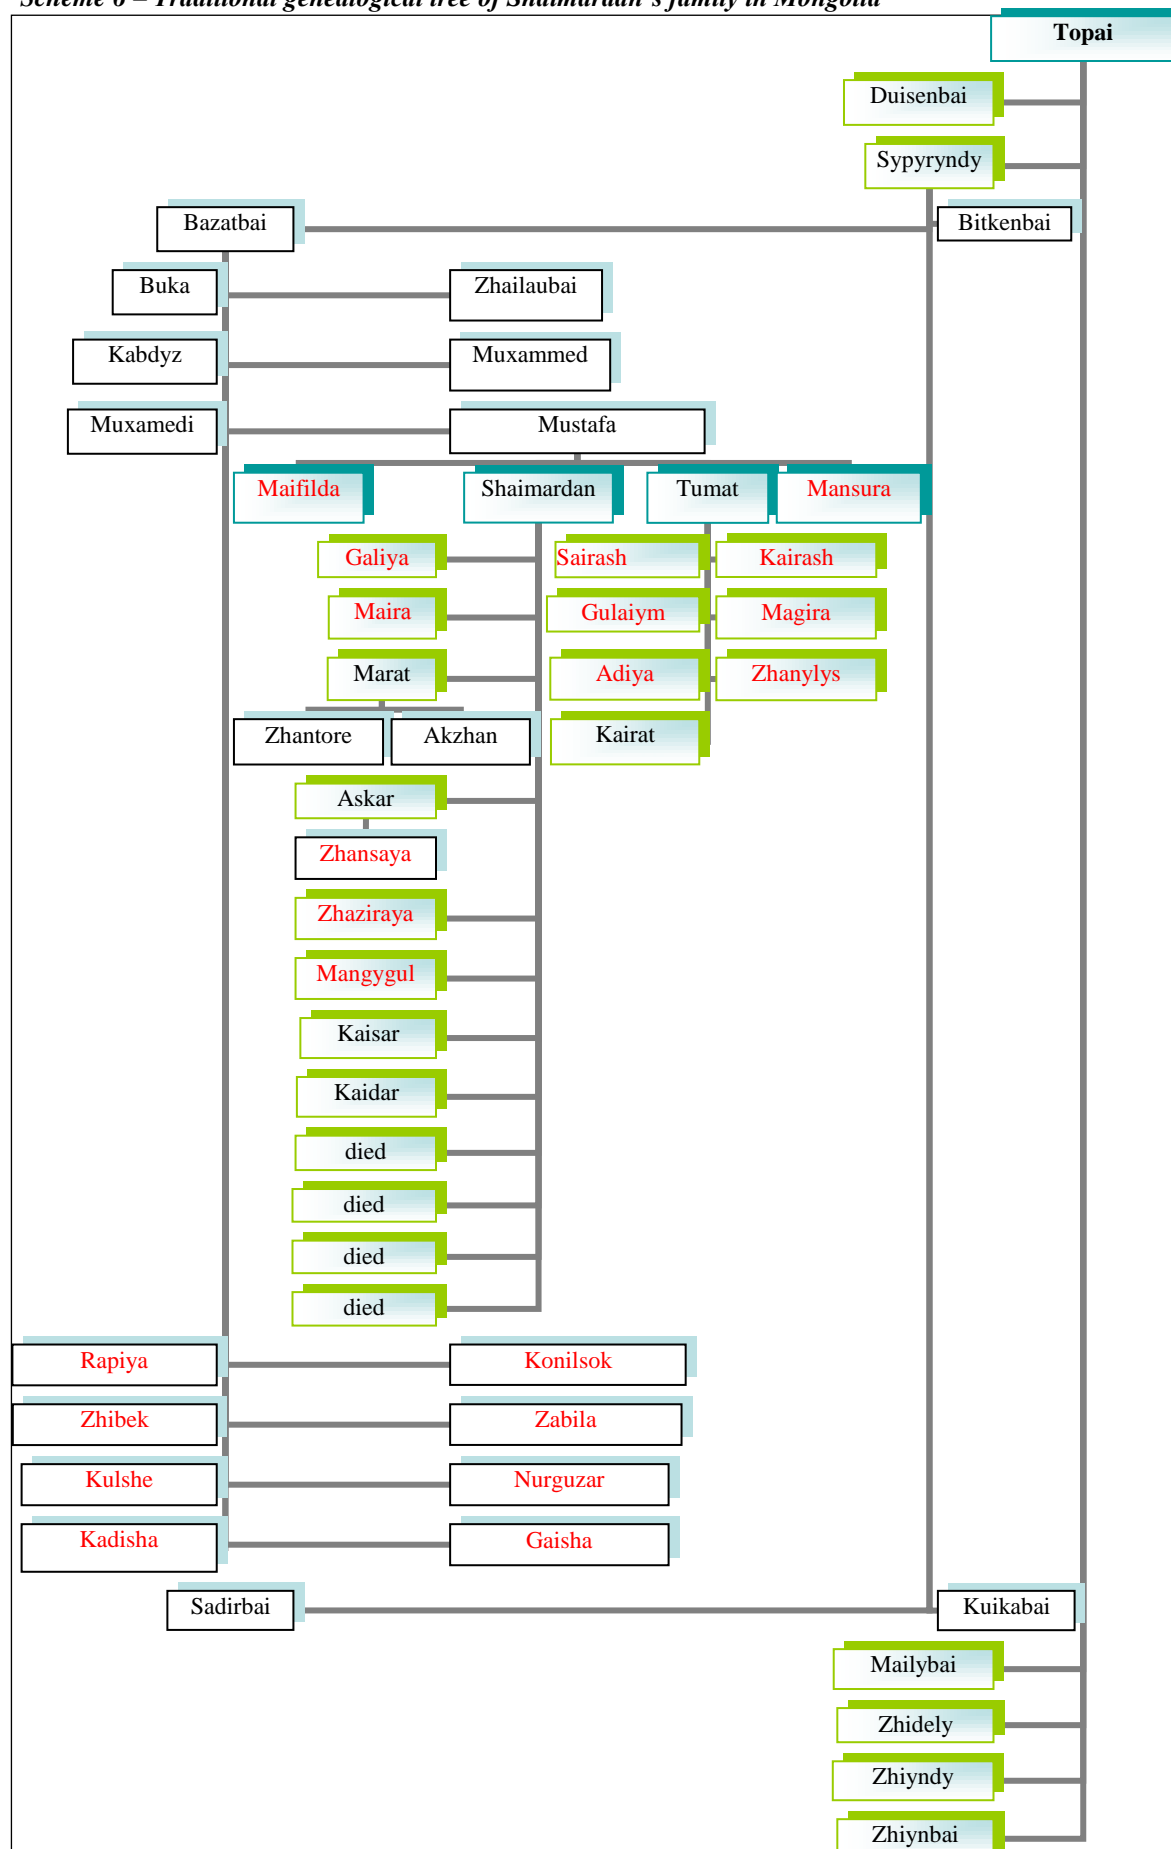 Scheme 6 – Traditional genealogical tree of Shaimardan's family in Mongolia
Topai
Duisenbai
Sypyryndy
Bazatbai
Bitkenbai
Buka
Zhailaubai
Kabdyz
Muxammed
Muxamedi
Mustafa
Maifilda
Shaimardan
Tumat
Mansura
Galiya
Sairash
Kairash
Maira
Gulaiym
Magira
Marat
Adiya
Zhanylys
Zhantore
Akzhan
Kairat
Askar
Zhansaya
Zhaziraya
Mangygul
Kaisar
Kaidar
died
died
died
died
Rapiya
Konilsok
Zhibek
Zabila
Kulshe
Nurguzar
Kadisha
Gaisha
Sadirbai
Kuikabai
Mailybai
Zhidely
Zhiyndy
Zhiynbai